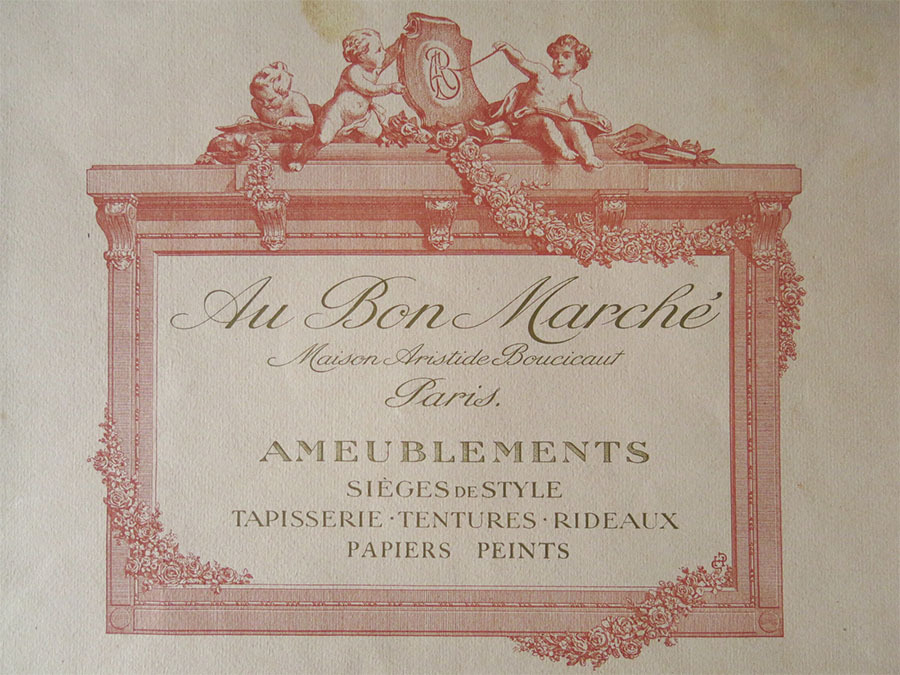 Au Bon Marché
Maison Aristide Boucicaut
Paris.
AMEUBLEMENTS
SIÈGES DE STYLE
TAPISSERIE · TENTURES · RIDEAUX
PAPIERS PEINTS